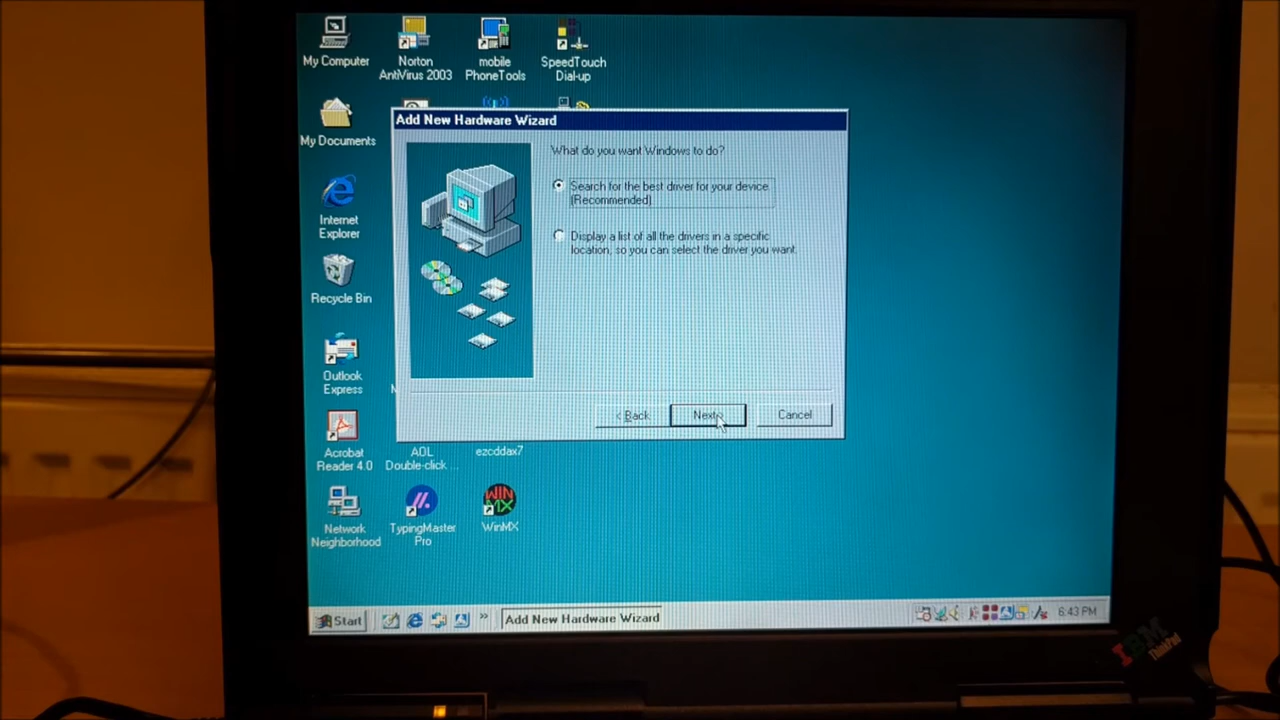 My Computer
Norton
AntiVirus 2003
mobile
PhoneTools
SpeedTouch
Dial-up
My Documents
Internet
Explorer
Recycle Bin
Outlook
Express
Acrobat
Reader 4.0
AOL
Double-click ...
ezcddax7
Network
Neighborhood
TypingMaster
Pro
WinMX
WIN
MX
Add New Hardware Wizard
What do you want Windows to do?
Search for the best driver for your device.
(Recommended).
Display a list of all the drivers in a specific
location, so you can select the driver you want.
< Back
Next >
Cancel
Start
Add New Hardware Wizard
6:43 PM
IBM
ThinkPad